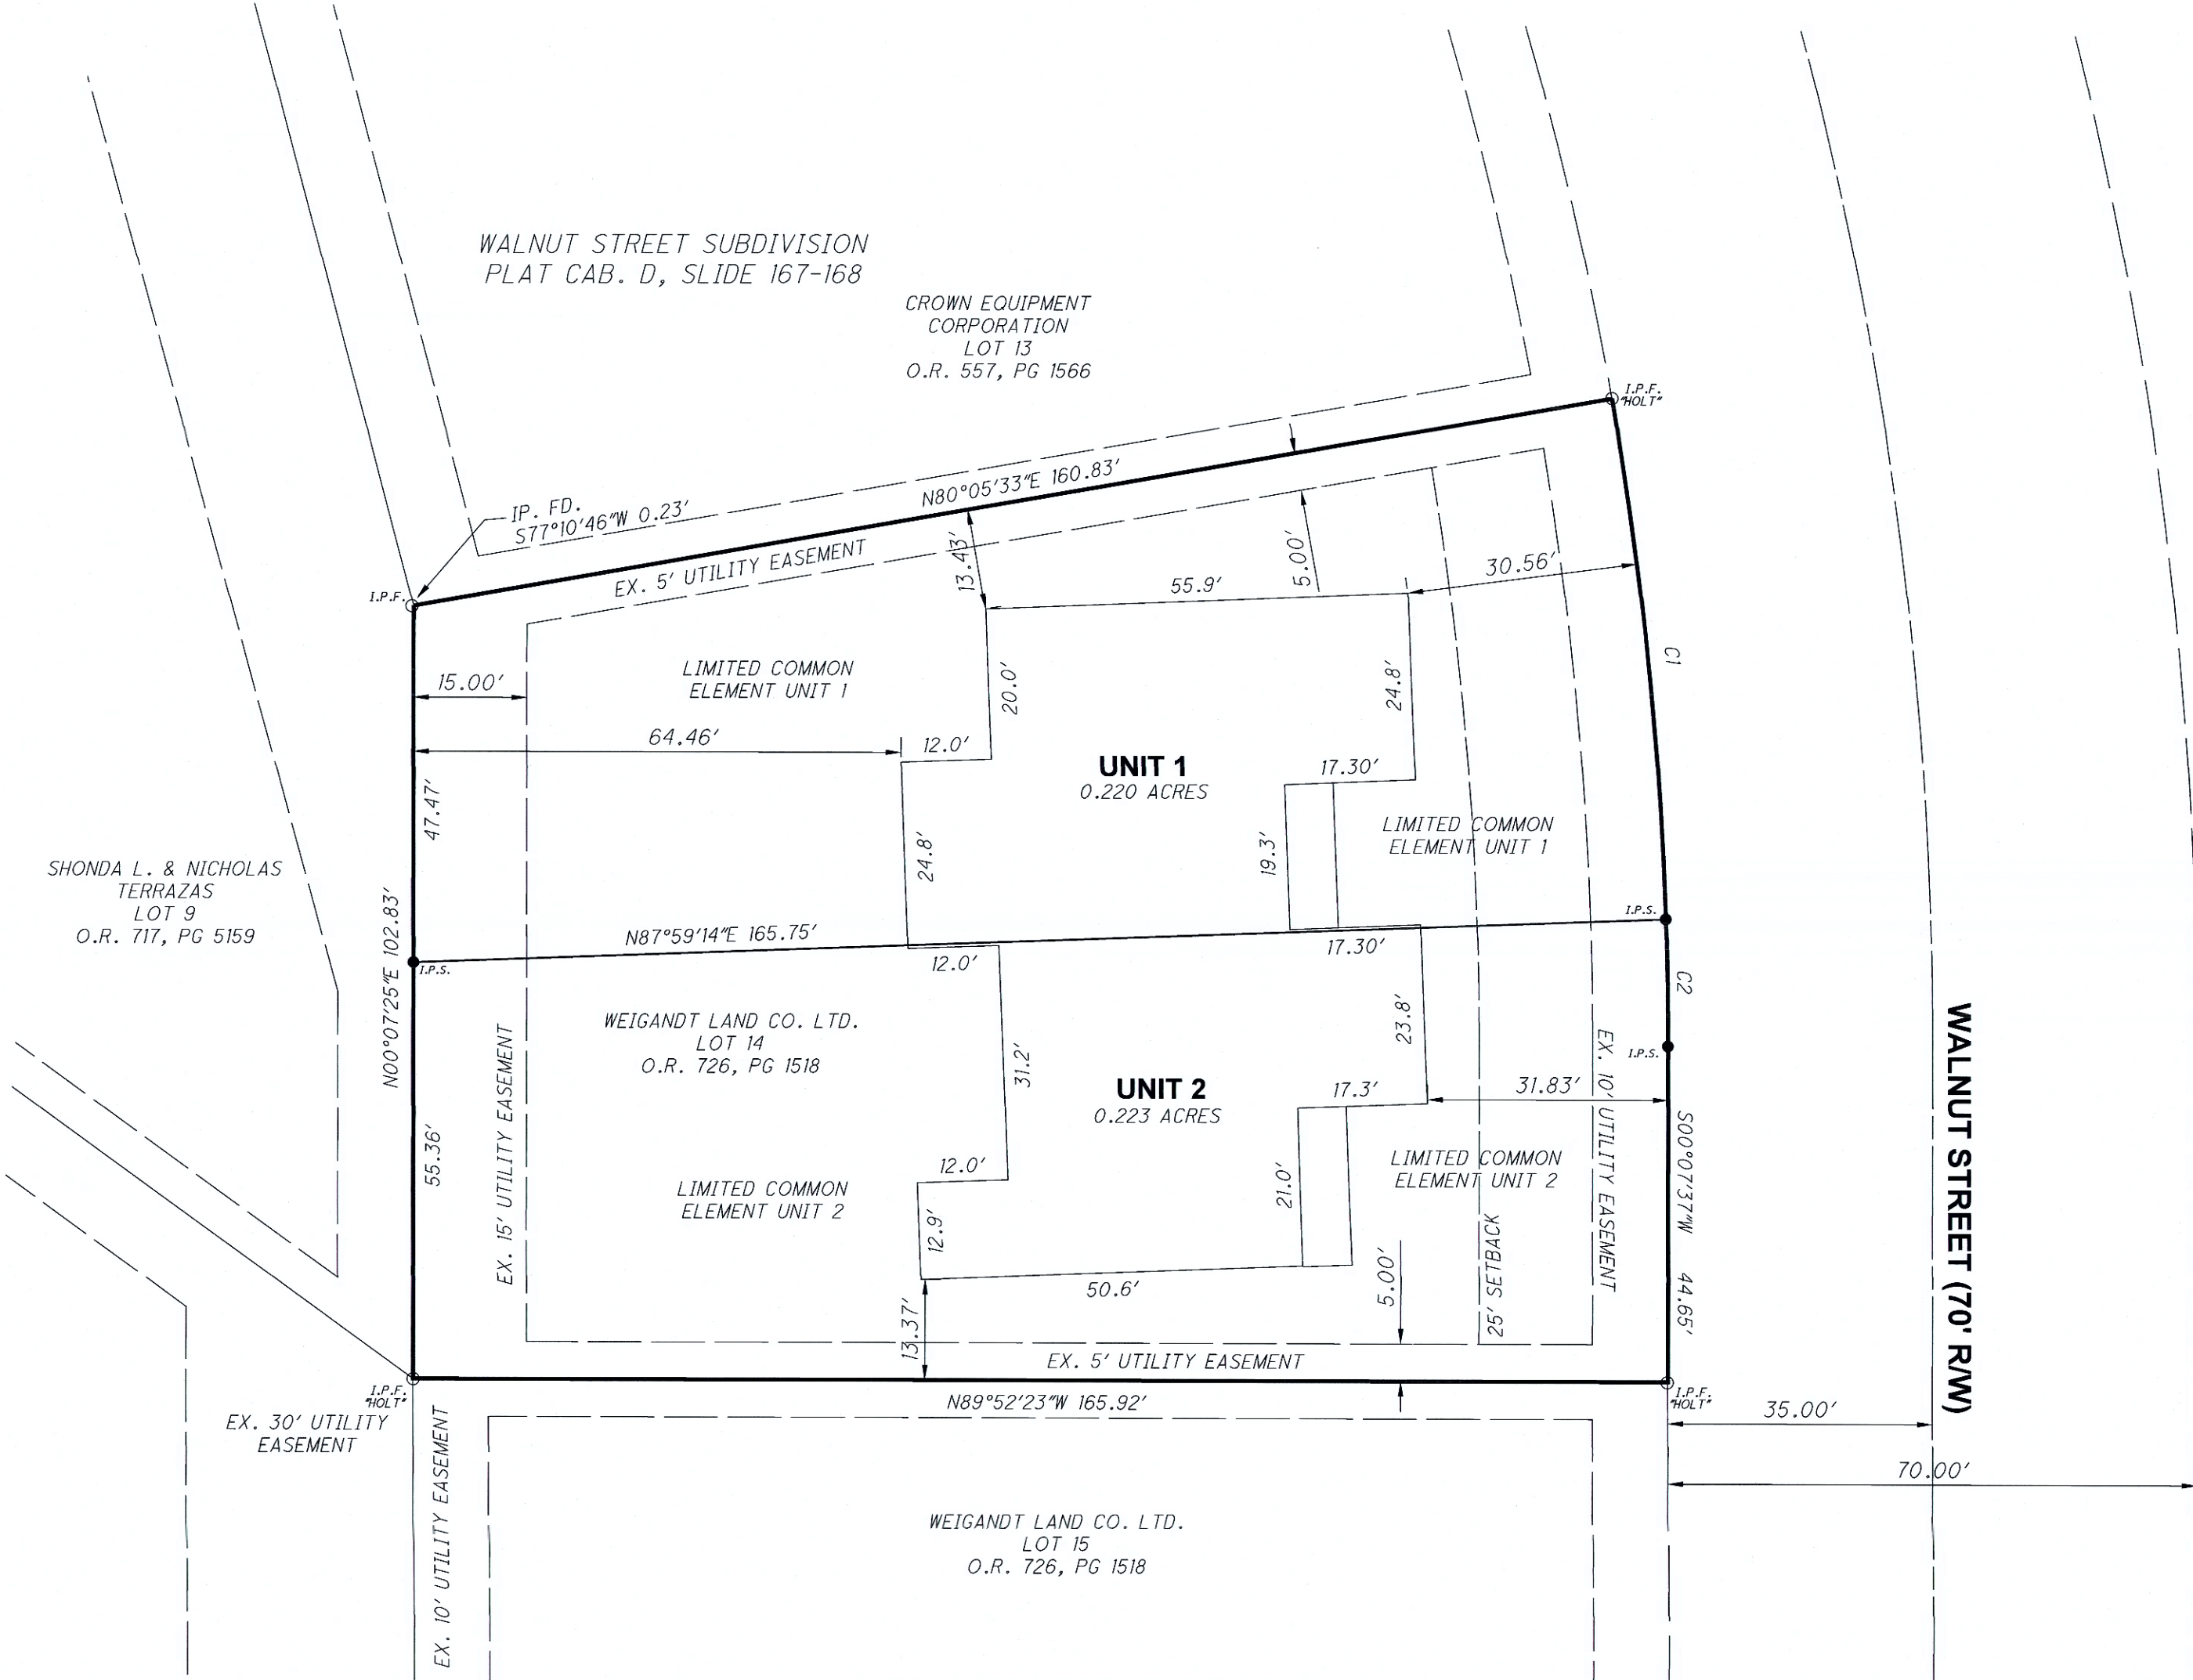 WALNUT STREET SUBDIVISION
PLAT CAB. D, SLIDE 167-168
CROWN EQUIPMENT
CORPORATION
LOT 13
O.R. 557, PG 1566
I.P.F.
"HOLT"
N80°05'33"E 160.83'
IP. FD.
S77°10'46"W 0.23'
EX. 5' UTILITY EASEMENT
13.43'
5.00'
30.56'
55.9'
I.P.F.
C1
LIMITED COMMON
ELEMENT UNIT 1
15.00'
20.0'
24.8'
64.46'
12.0'
UNIT 1
0.220 ACRES
17.30'
47.47'
LIMITED COMMON
ELEMENT UNIT 1
24.8'
19.3'
SHONDA L. & NICHOLAS
TERRAZAS
LOT 9
O.R. 717, PG 5159
N00°07'25"E 102.83'
I.P.S.
N87°59'14"E 165.75'
I.P.S.
12.0'
17.30'
C2
WEIGANDT LAND CO. LTD.
LOT 14
O.R. 726, PG 1518
31.2'
23.8'
I.P.S.
UNIT 2
0.223 ACRES
17.3'
31.83'
EX. 10' UTILITY EASEMENT
S00°07'37"W 44.65'
WALNUT STREET (70' R/W)
55.36'
EX. 15' UTILITY EASEMENT
12.0'
LIMITED COMMON
ELEMENT UNIT 2
21.0'
LIMITED COMMON
ELEMENT UNIT 2
12.9'
25' SETBACK
50.6'
5.00'
13.37'
EX. 5' UTILITY EASEMENT
I.P.F.
"HOLT"
N89°52'23"W 165.92'
I.P.F.
"HOLT"
EX. 30' UTILITY
EASEMENT
35.00'
70.00'
EX. 10' UTILITY EASEMENT
WEIGANDT LAND CO. LTD.
LOT 15
O.R. 726, PG 1518